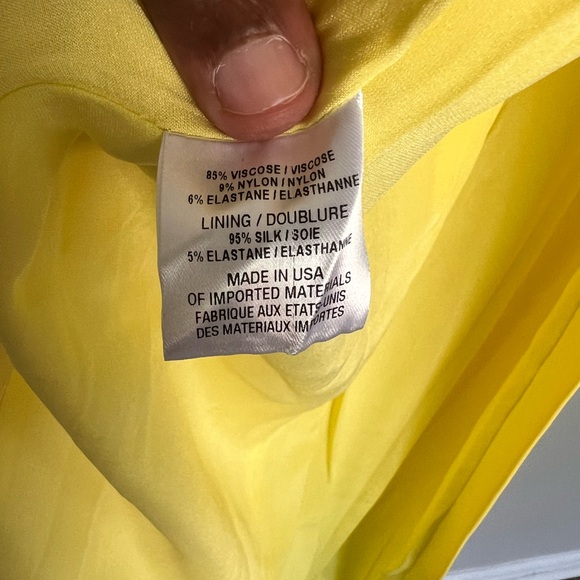 85% VISCOSE / VISCOSE
9% NYLON / NYLON
6% ELASTANE / ELASTHANNE
LINING / DOUBLURE
95% SILK / SOIE
5% ELASTANE / ELASTHANNE
MADE IN USA
OF IMPORTED MATERIALS
FABRIQUE AUX ETATS UNIS
DES MATERIAUX IMPORTES